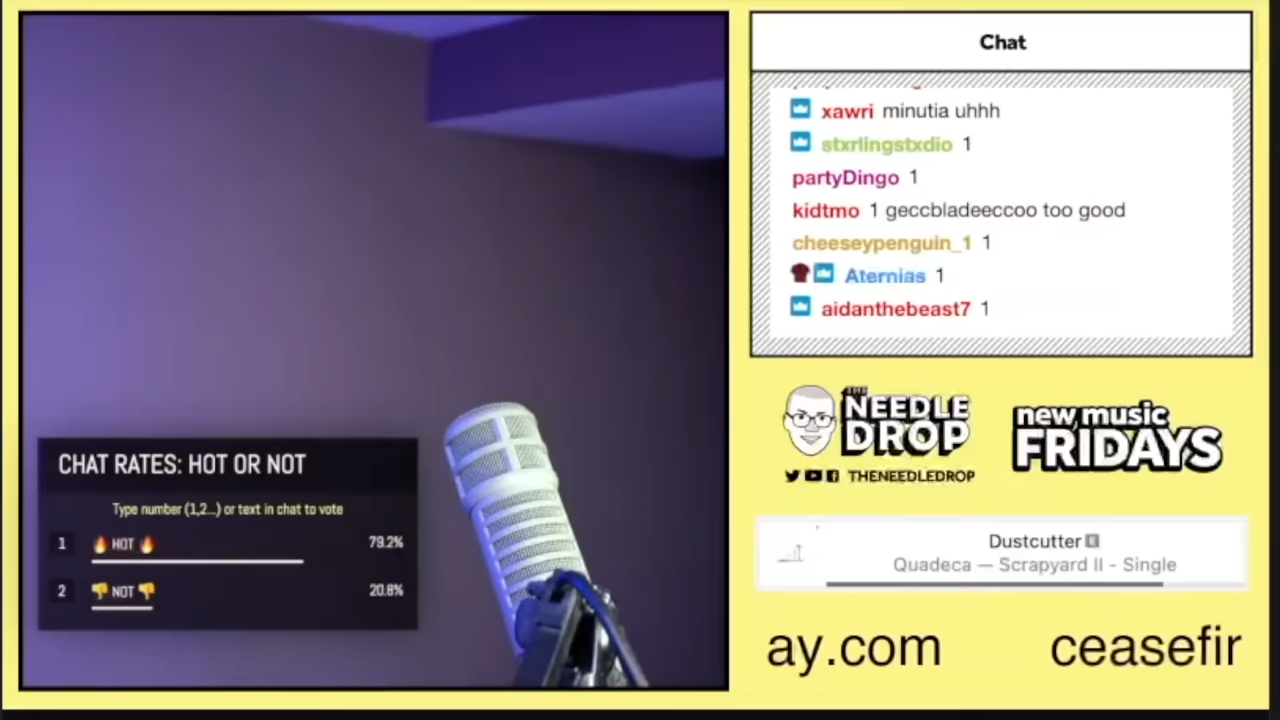 Chat
xawri minutia uhhh
stxrlingstxdio 1
partyDingo 1
kidtmo 1 geccbladeeccoo too good
cheeseypenguin_1 1
Aternias 1
aidanthebeast7 1
CHAT RATES: HOT OR NOT
Type number (1,2...) or text in chat to vote
1 🔥 HOT 🔥 79.2%
2 👎 NOT 👎 20.8%
THE
NEEDLE
DROP
THENEEDLEDROP
new music
FRIDAYS
Dustcutter E
Quadeca — Scrapyard II - Single
ay.com ceasefir